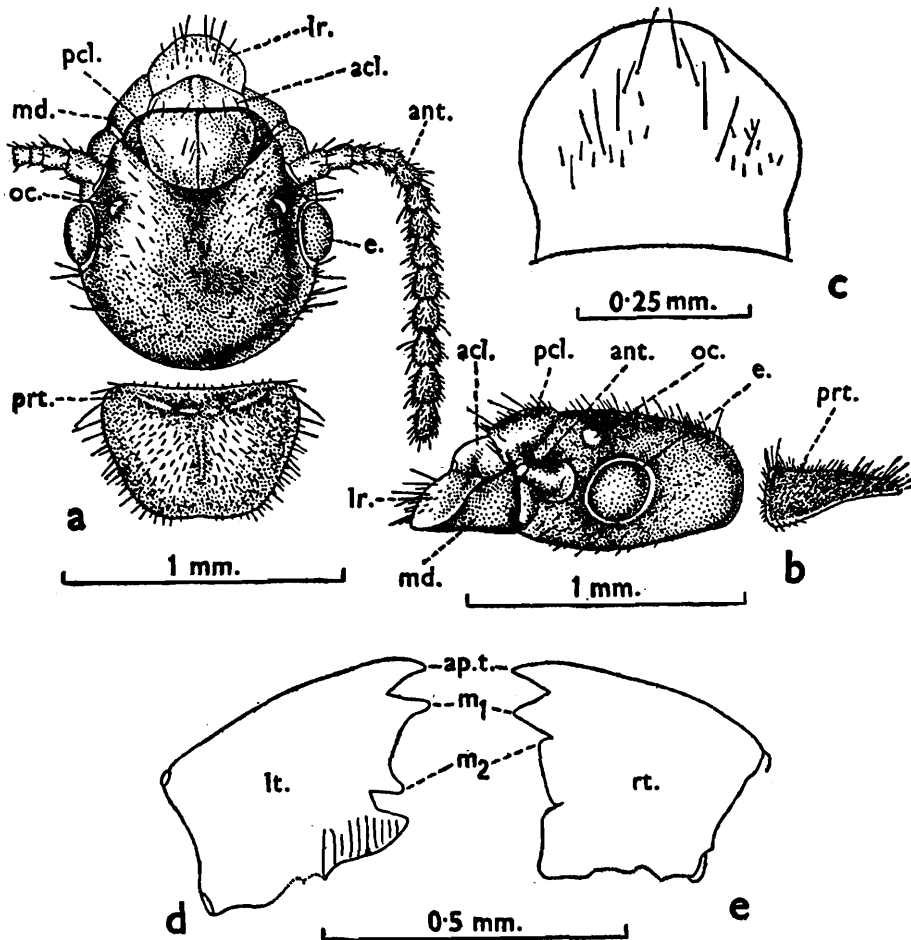 lr.
pcl.
acl.
md.
ant.
oc.
e.
c
0·25 mm.
acl.
pcl.
ant.
oc.
e.
prt.
prt.
a
lr.
1 mm.
md.
b
1 mm.
ap.t.
m1
m2
lt.
rt.
d
0·5 mm.
e